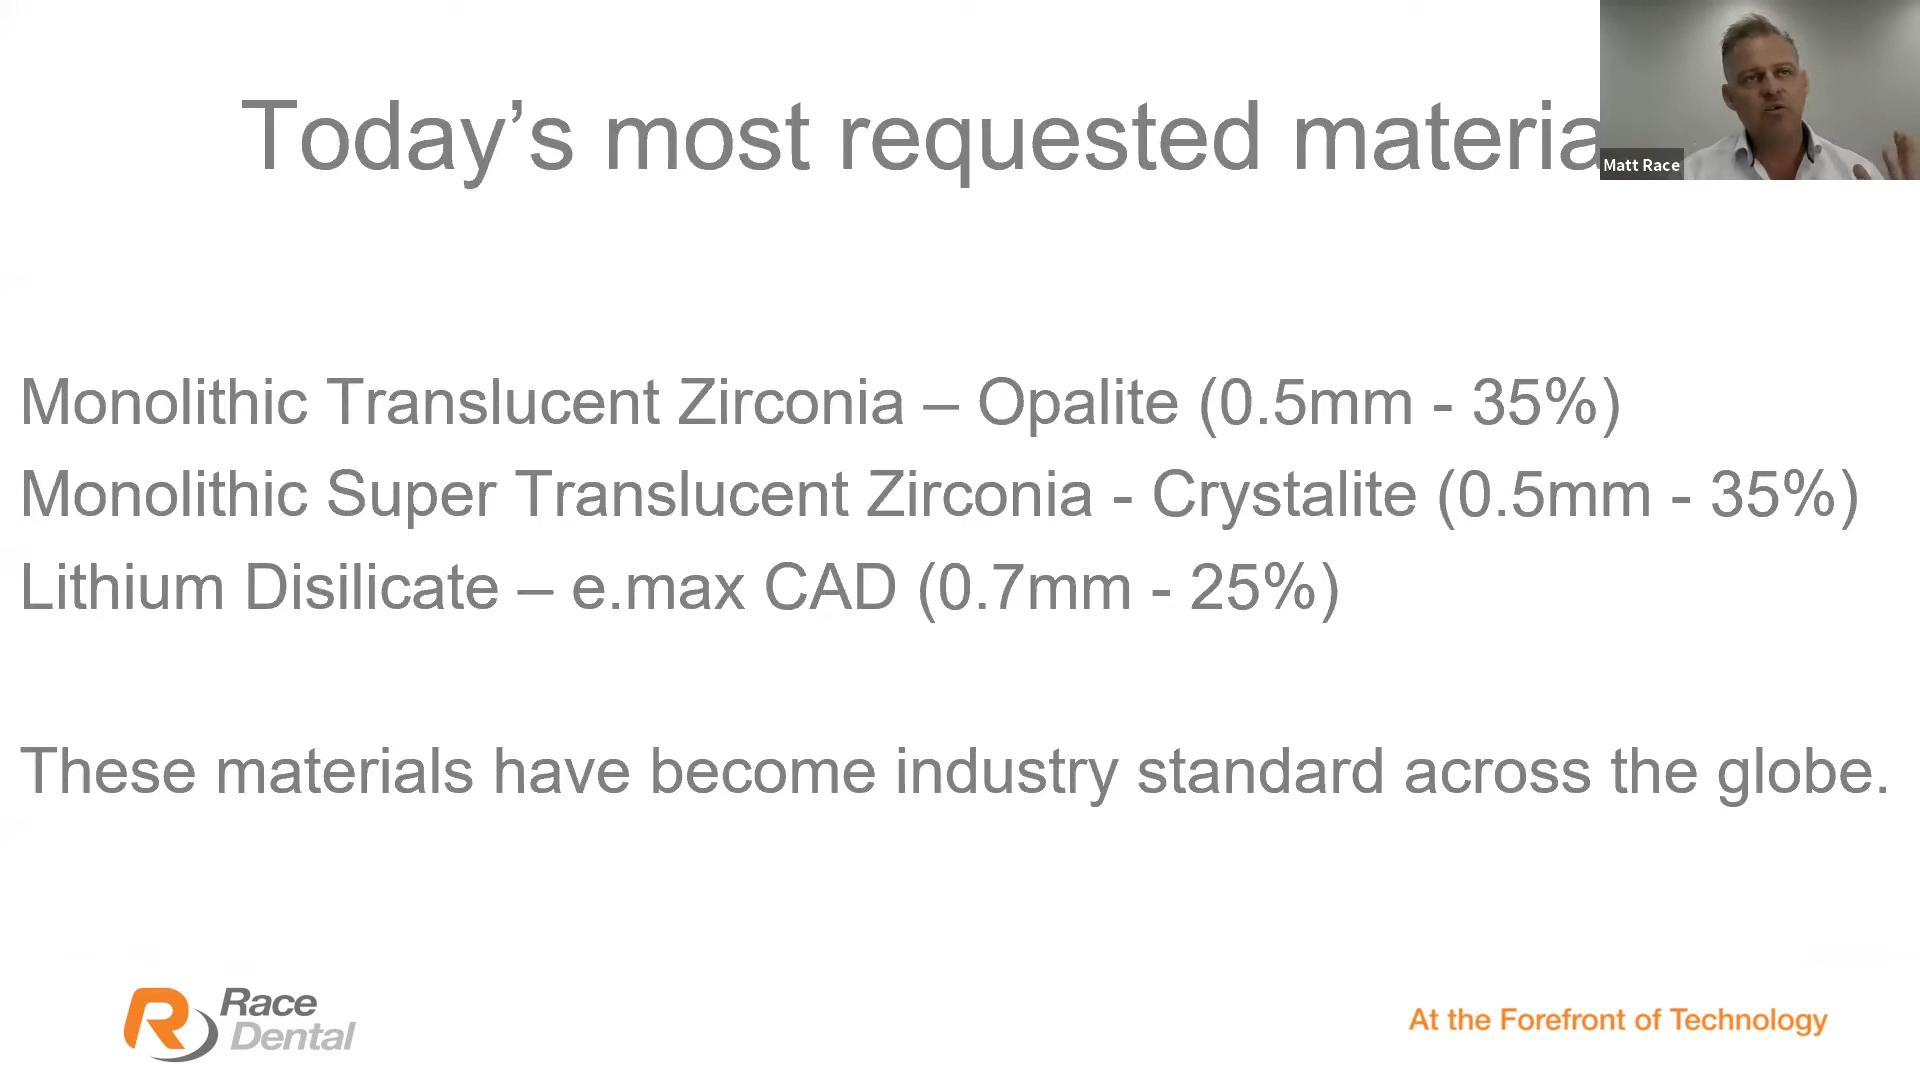 Today’s most requested materia
Matt Race
Monolithic Translucent Zirconia – Opalite (0.5mm - 35%)
Monolithic Super Translucent Zirconia - Crystalite (0.5mm - 35%)
Lithium Disilicate – e.max CAD (0.7mm - 25%)
These materials have become industry standard across the globe.
R
Race
Dental
At the Forefront of Technology